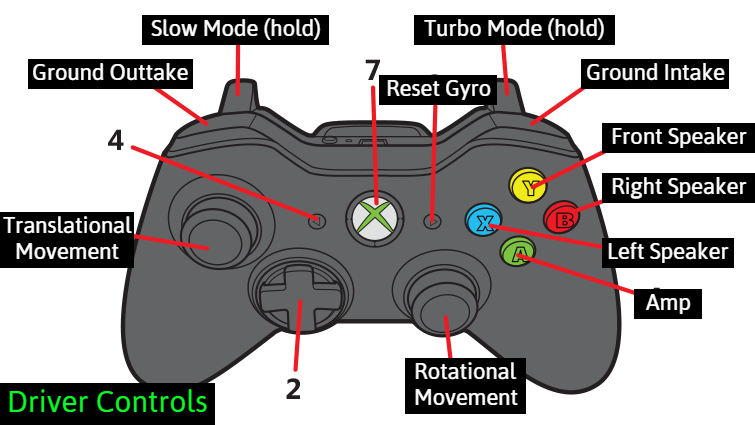 Slow Mode (hold)
Turbo Mode (hold)
Ground Outtake
7
Reset Gyro
Ground Intake
4
Front Speaker
Y
Right Speaker
B
X
Translational
Movement
Left Speaker
A
Amp
2
Rotational
Movement
Driver Controls